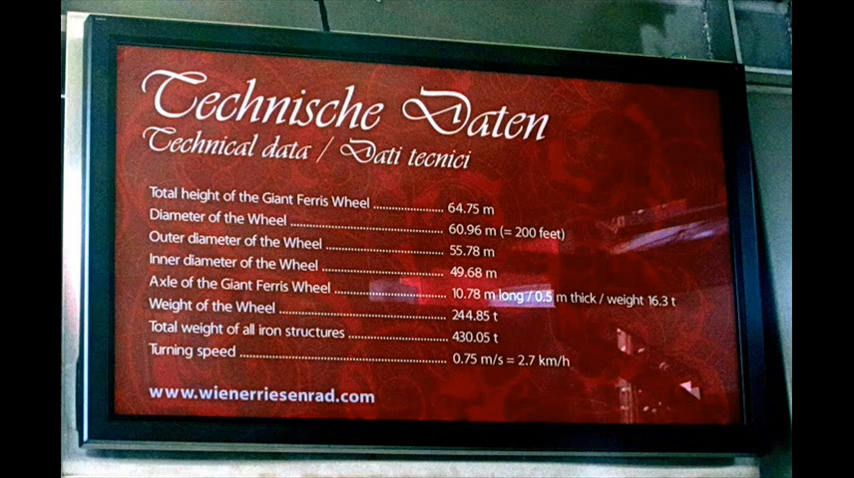 Technische Daten
Technical data / Dati tecnici
Total height of the Giant Ferris Wheel ...................... 64.75 m
Diameter of the Wheel ................................................ 60.96 m (= 200 feet)
Outer diameter of the Wheel ..................................... 55.78 m
Inner diameter of the Wheel ...................................... 49.68 m
Axle of the Giant Ferris Wheel ................................... 10.78 m long / 0.5 m thick / weight 16.3 t
Weight of the Wheel .................................................... 244.85 t
Total weight of all iron structures ................................ 430.05 t
Turning speed ................................................................. 0.75 m/s = 2.7 km/h
www.wienerriesenrad.com